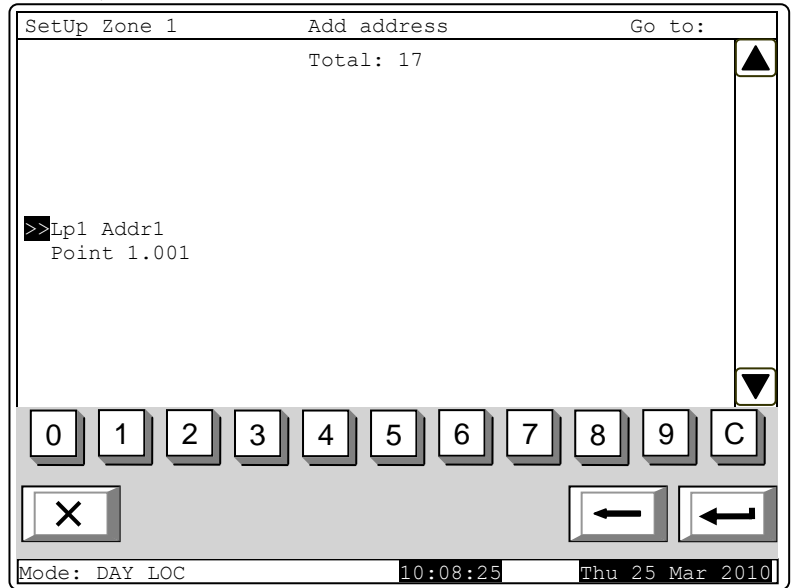 SetUp Zone 1 Add address Go to:
Total: 17
>>Lp1 Addr1
Point 1.001
0 1 2 3 4 5 6 7 8 9 C
Mode: DAY LOC 10:08:25 Thu 25 Mar 2010